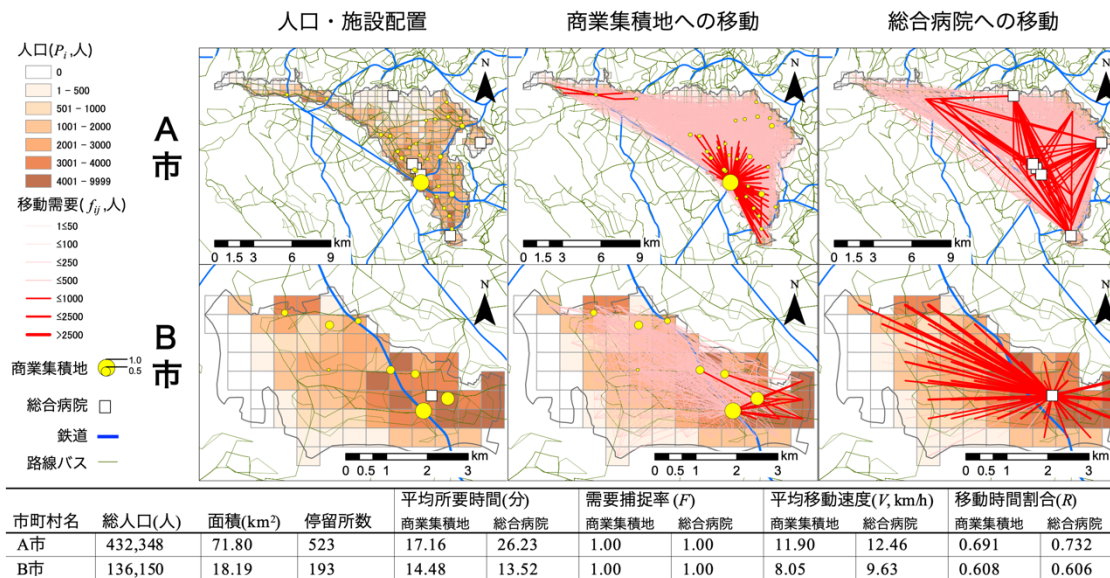 人口・施設配置
商業集積地への移動
総合病院への移動
人口(Pi,人)
0
1－500
501－1000
1001－2000
2001－3000
3001－4000
4001－9999
移動需要(fij,人)
1≤50
≤100
≤250
≤500
≤1000
≤2500
>2500
商業集積地
1.0
0.5
総合病院
鉄道
路線バス
A市
N
0 1.5 3 6 9
km
N
0 1.5 3 6 9
km
N
0 1.5 3 6 9
km
B市
N
0 0.5 1 2 3
km
N
0 0.5 1 2 3
km
N
0 0.5 1 2 3
km
平均所要時間(分) 需要捕捉率(F) 平均移動速度(V, km/h) 移動時間割合(R)
市町村名 総人口(人) 面積(km²) 停留所数 商業集積地 総合病院 商業集積地 総合病院 商業集積地 総合病院 商業集積地 総合病院
A市 432,348 71.80 523 17.16 26.23 1.00 1.00 11.90 12.46 0.691 0.732
B市 136,150 18.19 193 14.48 13.52 1.00 1.00 8.05 9.63 0.608 0.606